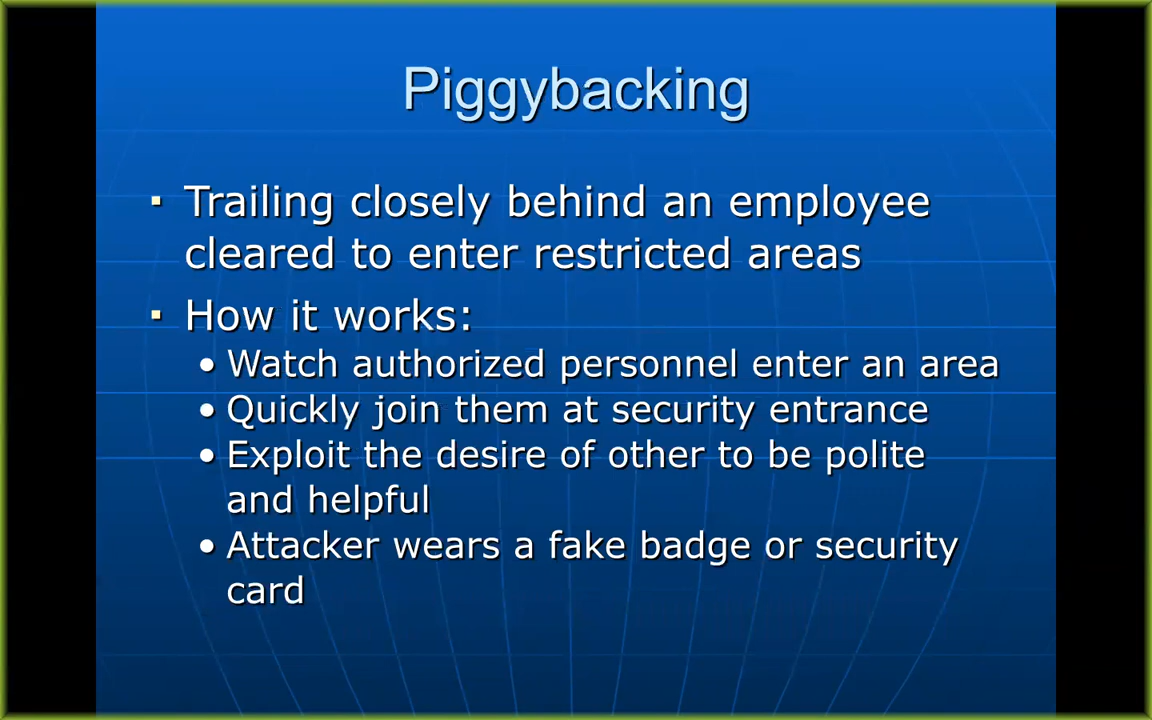 Piggybacking
▪ Trailing closely behind an employee
cleared to enter restricted areas
▪ How it works:
• Watch authorized personnel enter an area
• Quickly join them at security entrance
• Exploit the desire of other to be polite
and helpful
• Attacker wears a fake badge or security
card